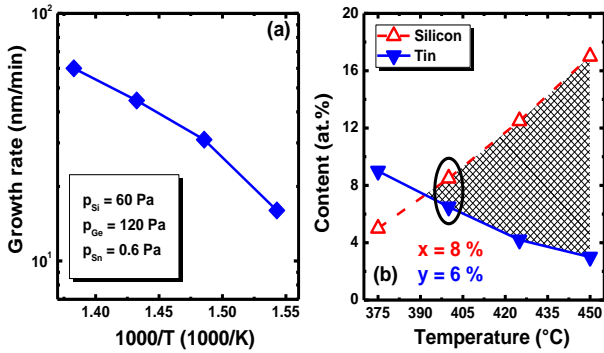 (a)
10²
10¹
Growth rate (nm/min)
p_Si = 60 Pa
p_Ge = 120 Pa
p_Sn = 0.6 Pa
1.40 1.45 1.50 1.55
1000/T (1000/K)
Silicon
Tin
20
16
12
8
4
0
Content (at.%)
(b)
x = 8 %
y = 6 %
375 390 405 420 435 450
Temperature (°C)